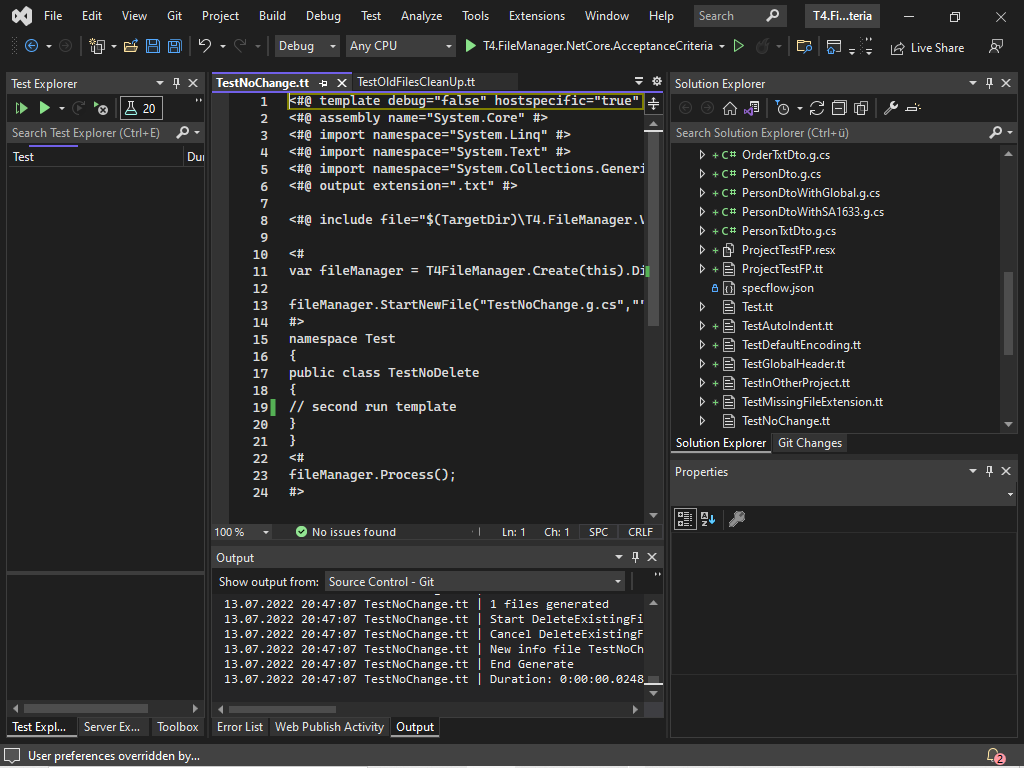 File Edit View Git Project Build Debug Test Analyze Tools Extensions Window Help Search T4.Fi...teria
Debug Any CPU T4.FileManager.NetCore.AcceptanceCriteria Live Share
Test Explorer
20
Search Test Explorer (Ctrl+E)
Test Dur
TestNoChange.tt TestOldFilesCleanUp.tt
1 <#@ template debug="false" hostspecific="true"
2 <#@ assembly name="System.Core" #>
3 <#@ import namespace="System.Linq" #>
4 <#@ import namespace="System.Text" #>
5 <#@ import namespace="System.Collections.Generi
6 <#@ output extension=".txt" #>
7
8 <#@ include file="$(TargetDir)\T4.FileManager.V
9
10 <#
11 var fileManager = T4FileManager.Create(this).Di
12
13 fileManager.StartNewFile("TestNoChange.g.cs",""
14 #>
15 namespace Test
16 {
17 public class TestNoDelete
18 {
19 // second run template
20 }
21 }
22 <#
23 fileManager.Process();
24 #>
100 % No issues found Ln: 1 Ch: 1 SPC CRLF
Output
Show output from: Source Control - Git
13.07.2022 20:47:07 TestNoChange.tt | 1 files generated
13.07.2022 20:47:07 TestNoChange.tt | Start DeleteExistingFi
13.07.2022 20:47:07 TestNoChange.tt | Cancel DeleteExistingF
13.07.2022 20:47:07 TestNoChange.tt | New info file TestNoCh
13.07.2022 20:47:07 TestNoChange.tt | End Generate
13.07.2022 20:47:07 TestNoChange.tt | Duration: 0:00:00.0248
Solution Explorer
Search Solution Explorer (Ctrl+ü)
C# OrderTxtDto.g.cs
C# PersonDto.g.cs
C# PersonDtoWithGlobal.g.cs
C# PersonDtoWithSA1633.g.cs
C# PersonTxtDto.g.cs
ProjectTestFP.resx
ProjectTestFP.tt
specflow.json
Test.tt
TestAutoIndent.tt
TestDefaultEncoding.tt
TestGlobalHeader.tt
TestInOtherProject.tt
TestMissingFileExtension.tt
TestNoChange.tt
Solution Explorer Git Changes
Properties
Test Expl... Server Ex... Toolbox Error List Web Publish Activity Output
User preferences overridden by... 2